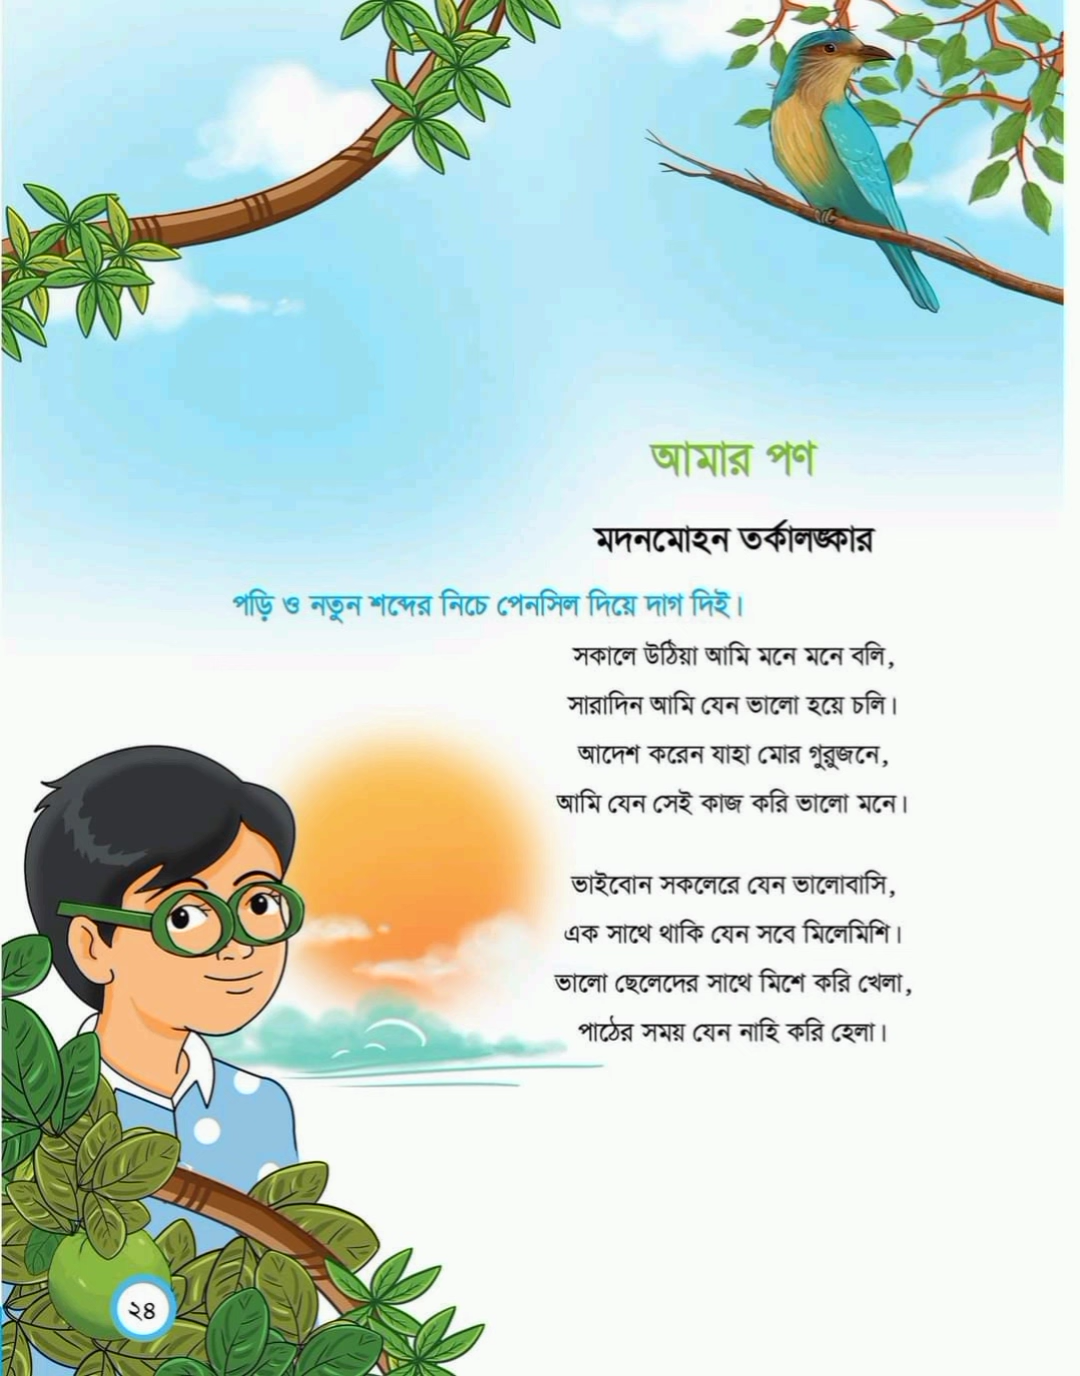 আমার পণ
মদনমোহন তর্কালঙ্কার
পড়ি ও নতুন শব্দের নিচে পেনসিল দিয়ে দাগ দিই।
সকালে উঠিয়া আমি মনে মনে বলি,
সারাদিন আমি যেন ভালো হয়ে চলি।
আদেশ করেন যাহা মোর গুরুজনে,
আমি যেন সেই কাজ করি ভালো মনে।
ভাইবোন সকলেরে যেন ভালোবাসি,
এক সাথে থাকি যেন সবে মিলেমিশি।
ভালো ছেলেদের সাথে মিশে করি খেলা,
পাঠের সময় যেন নাহি করি হেলা।
২৪